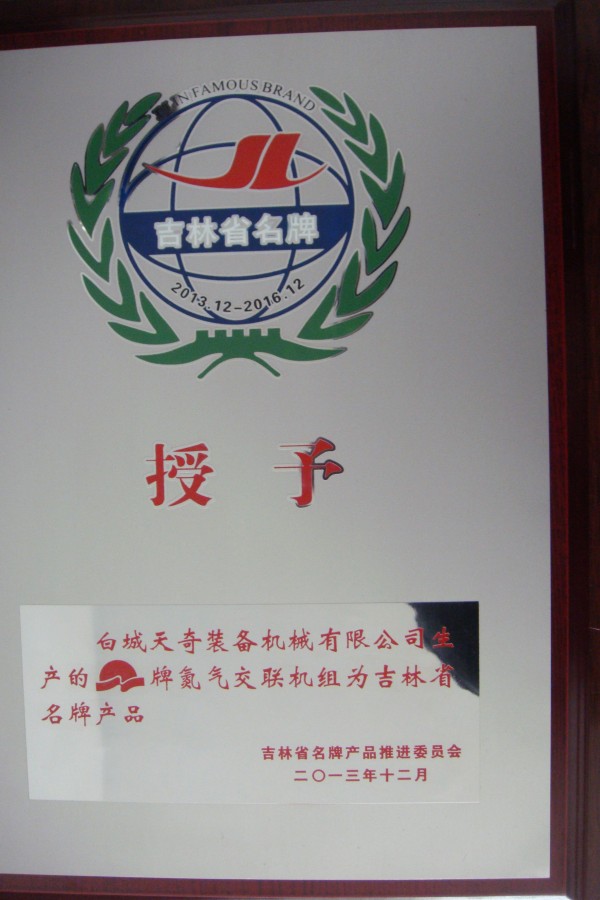 FAMOUS BRAND
吉林省名牌
2013.12-2016.12
授予
白城天奇装备机械有限公司生
产的牌氮气交联机组为吉林省
名牌产品
吉林省名牌产品推进委员会
二〇一三年十二月